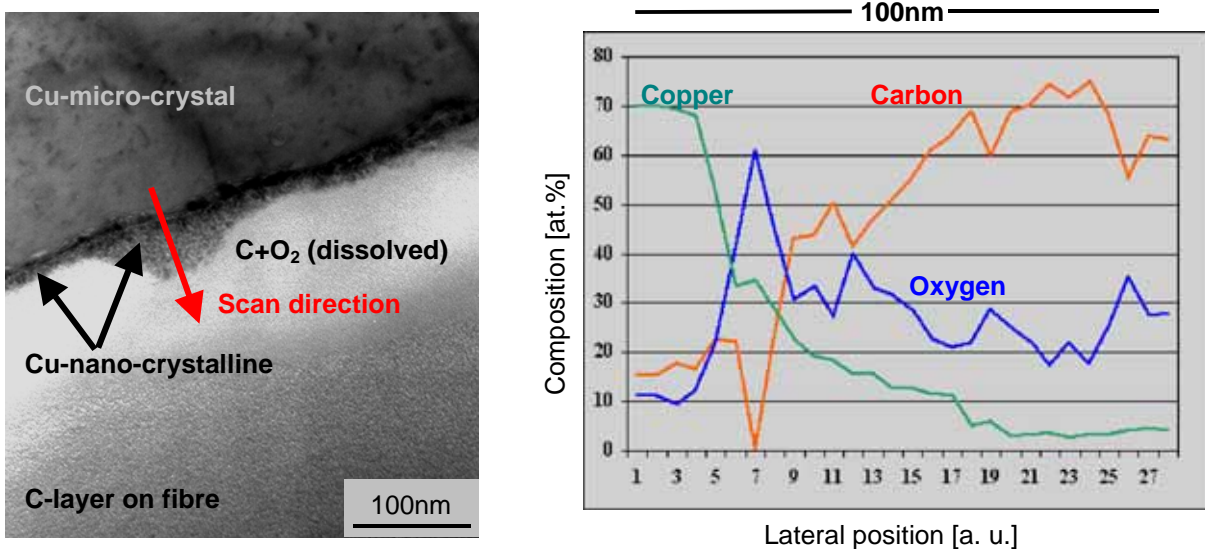 Cu-micro-crystal
C+O₂ (dissolved)
Scan direction
Cu-nano-crystalline
C-layer on fibre
100nm
100nm
80
70
60
50
40
30
20
10
0
Copper
Carbon
Oxygen
Composition [at.%]
1 3 5 7 9 11 13 15 17 19 21 23 25 27
Lateral position [a. u.]